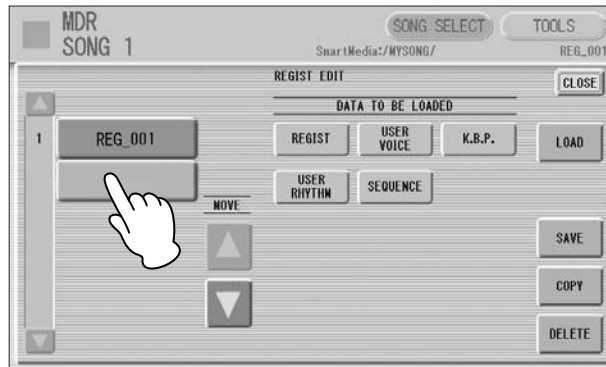 MDR
SONG 1
SONG SELECT
TOOLS
SmartMedia:/MYSONG/
REG_001
REGIST EDIT
CLOSE
DATA TO BE LOADED
1
REG_001
REGIST
USER
VOICE
K.B.P.
LOAD
USER
RHYTHM
SEQUENCE
MOVE
SAVE
COPY
DELETE